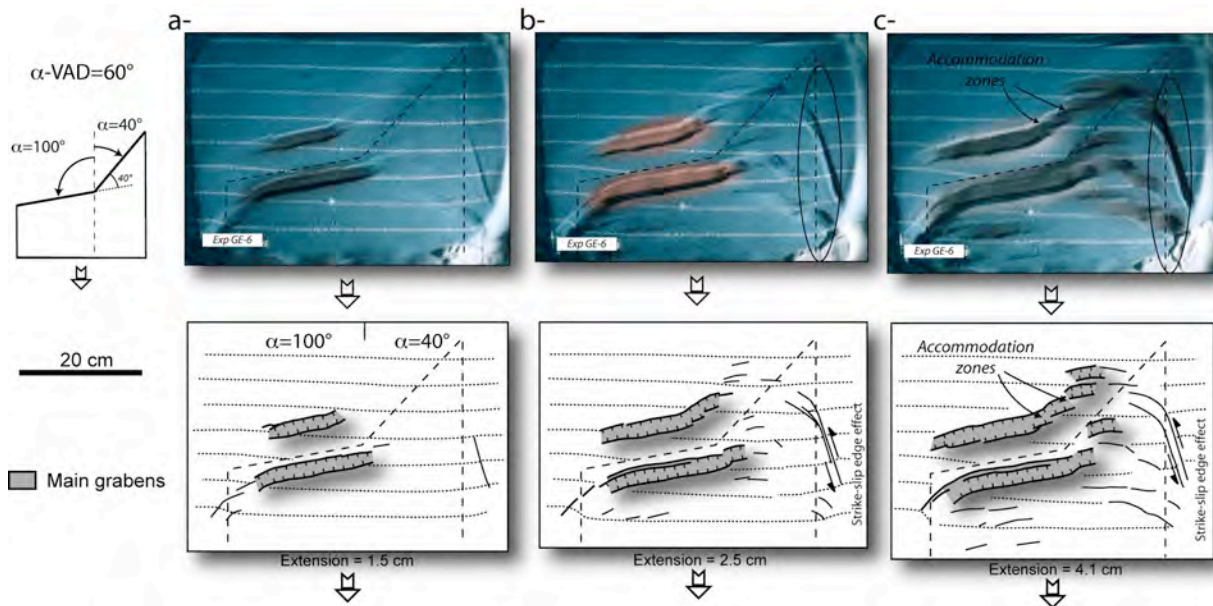 a-
b-
c-
α-VAD=60°
α=40°
α=100°
40°
Accommodation
zones
Exp GE-6
Exp GE-6
Exp GE-6
20 cm
Main grabens
α=100°
α=40°
Extension = 1.5 cm
Strike-slip edge effect
Extension = 2.5 cm
Accommodation
zones
Strike-slip edge effect
Extension = 4.1 cm